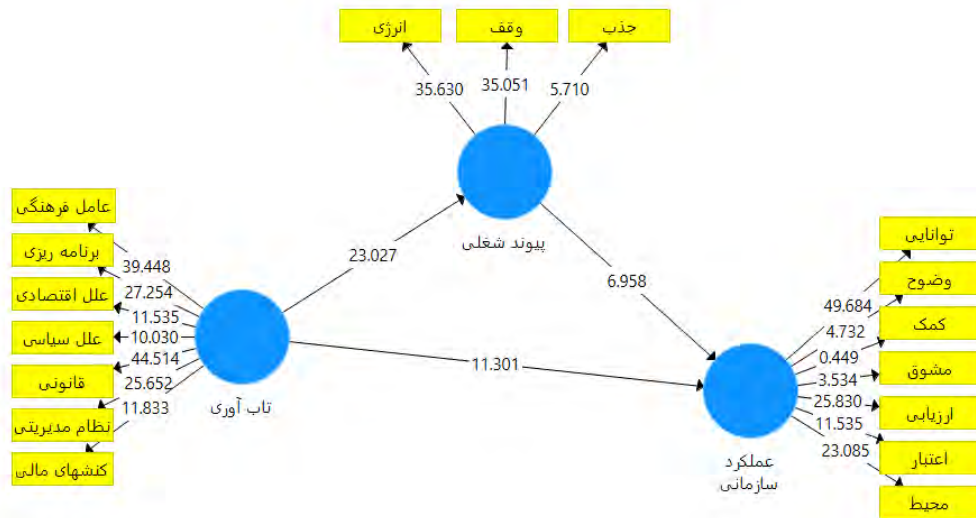 انرژی
وقف
جذب
35.630
35.051
5.710
پیوند شغلی
عامل فرهنگی
برنامه ریزی
علل اقتصادی
علل سیاسی
قانونی
نظام مدیریتی
کنشهای مالی
39.448
27.254
11.535
10.030
44.514
25.652
11.833
تاب آوری
23.027
6.958
11.301
توانایی
وضوح
کمک
مشوق
ارزیابی
اعتبار
محیط
49.684
4.732
0.449
3.534
25.830
11.535
23.085
عملکرد
سازمانی